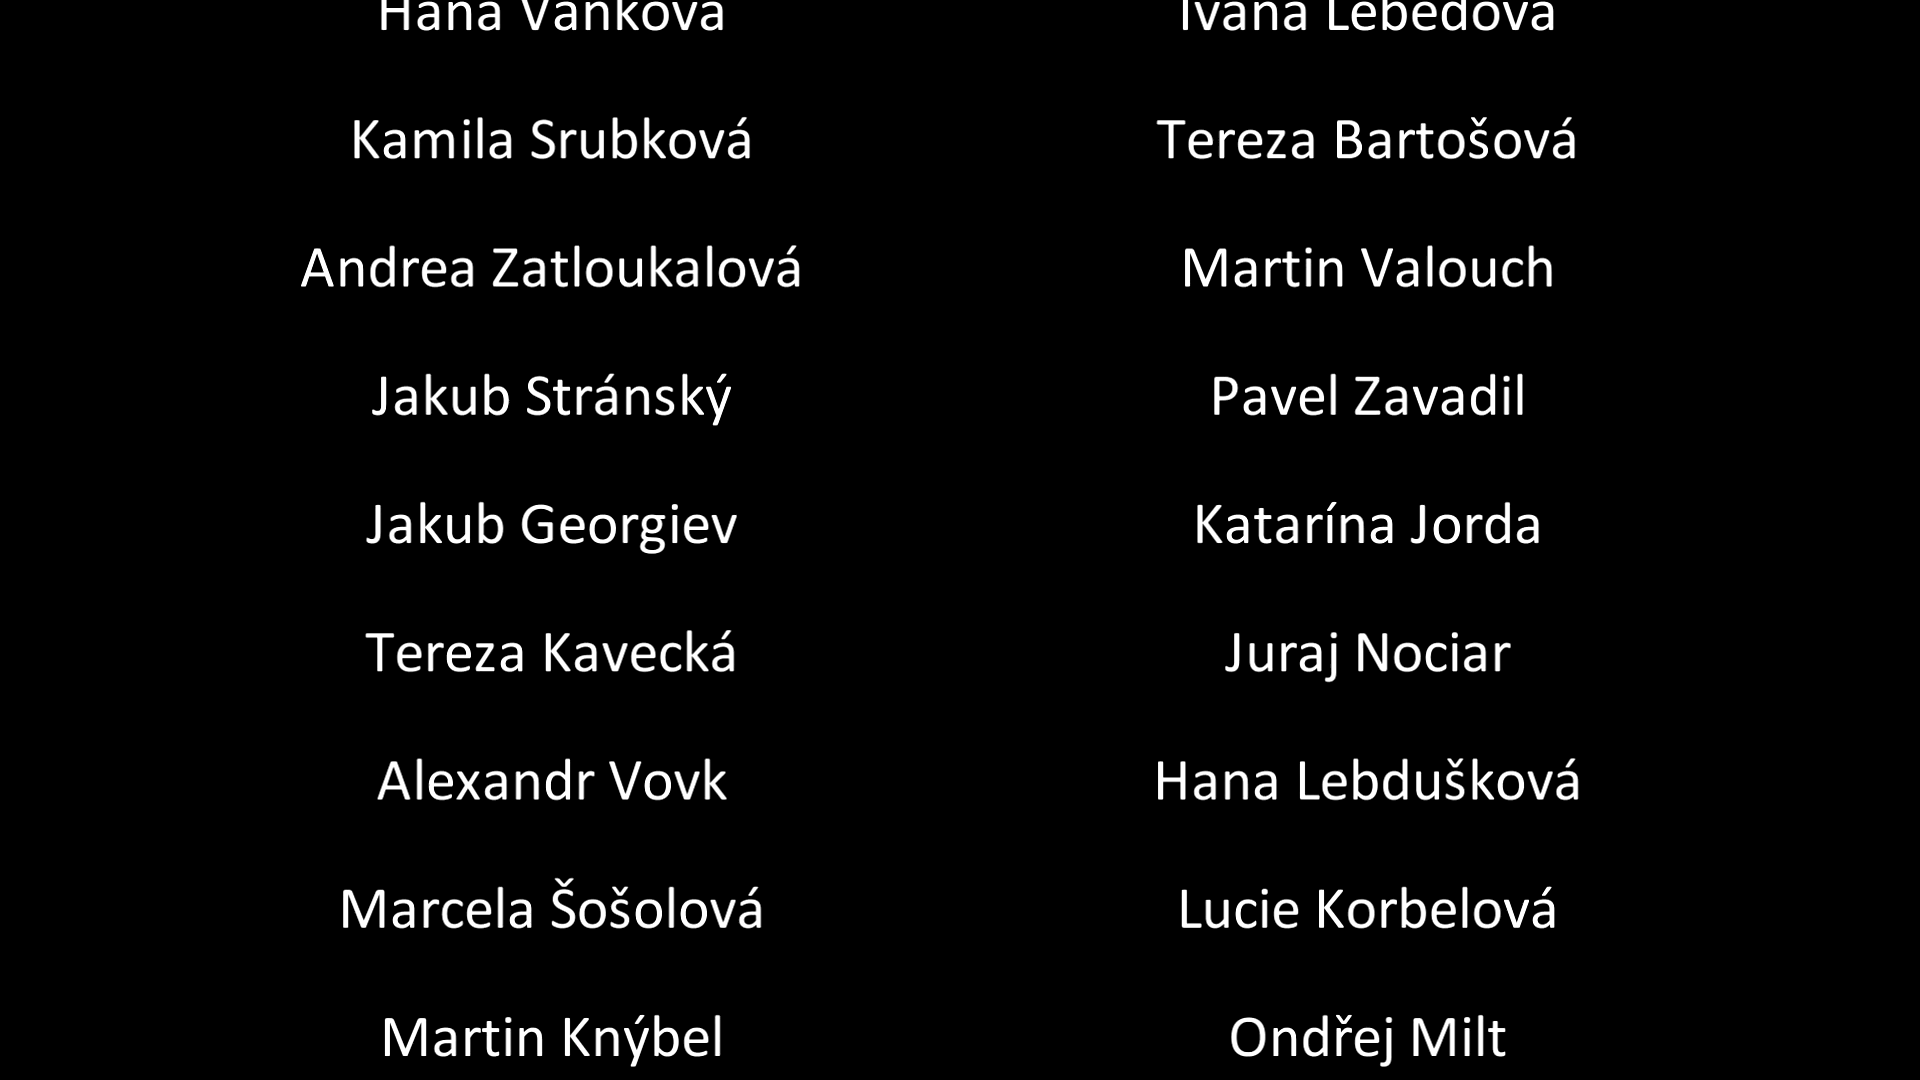 Kamila Srubková
Tereza Bartošová
Andrea Zatloukalová
Martin Valouch
Jakub Stránský
Pavel Zavadil
Jakub Georgiev
Katarína Jorda
Tereza Kavecká
Juraj Nociar
Alexandr Vovk
Hana Lebdušková
Marcela Šošolová
Lucie Korbelová
Martin Knýbel
Ondřej Milt